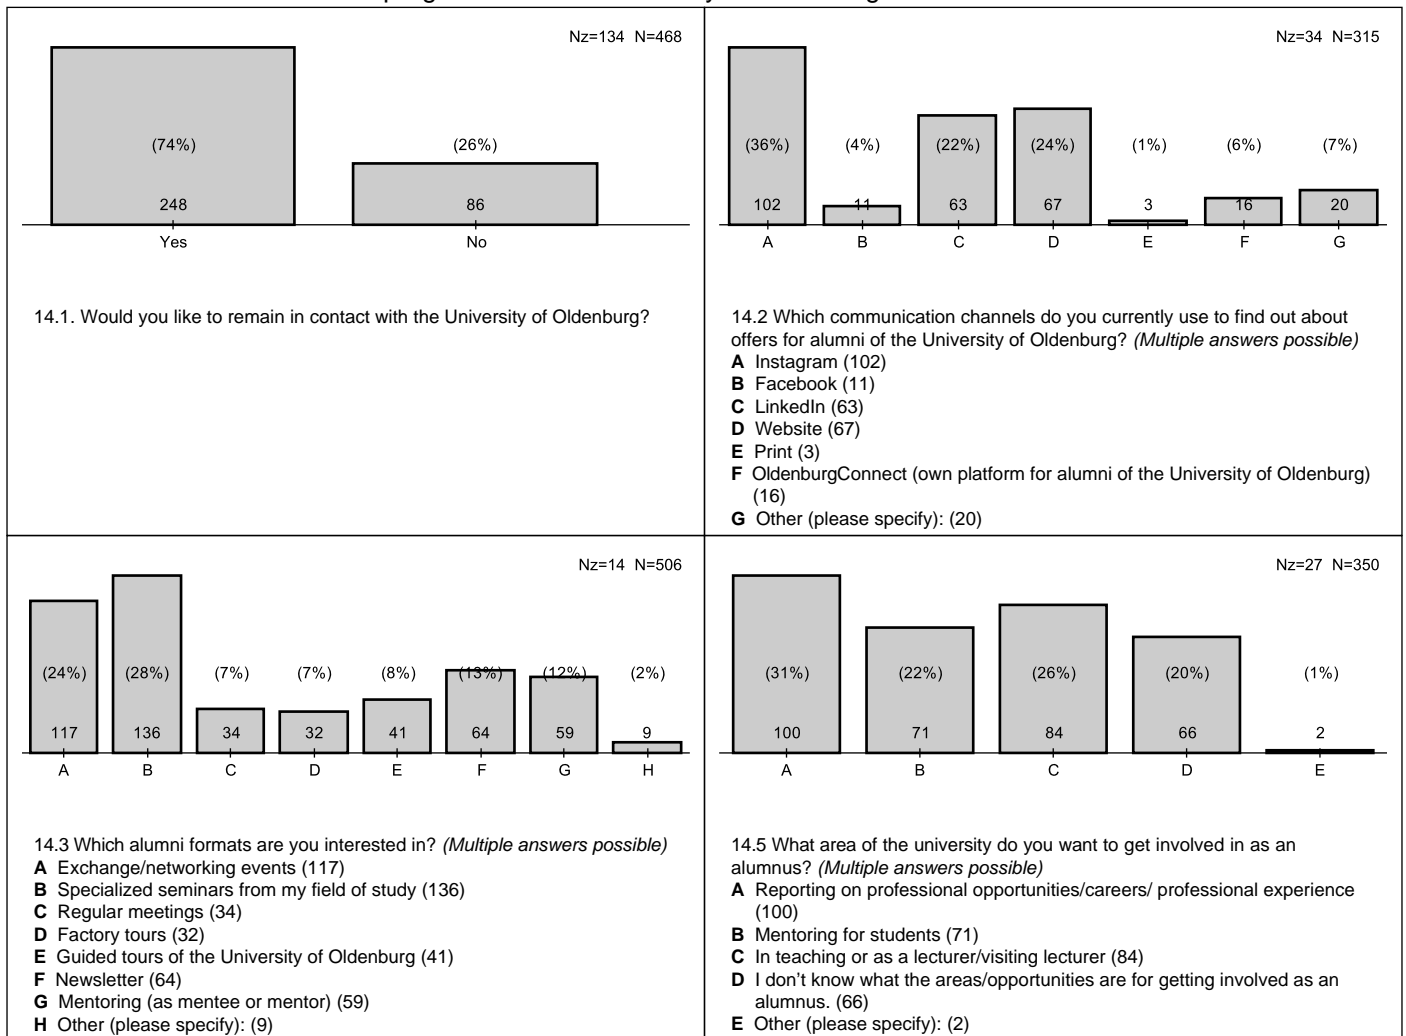 Nz=134 N=468
(74%) (26%)
248 86
Yes No
14.1. Would you like to remain in contact with the University of Oldenburg?
Nz=34 N=315
(36%) (4%) (22%) (24%) (1%) (6%) (7%)
102 11 63 67 3 16 20
A B C D E F G
14.2 Which communication channels do you currently use to find out about
offers for alumni of the University of Oldenburg? (Multiple answers possible)
A Instagram (102)
B Facebook (11)
C LinkedIn (63)
D Website (67)
E Print (3)
F OldenburgConnect (own platform for alumni of the University of Oldenburg)
(16)
G Other (please specify): (20)
Nz=14 N=506
(24%) (28%) (7%) (7%) (8%) (13%) (12%) (2%)
117 136 34 32 41 64 59 9
A B C D E F G H
14.3 Which alumni formats are you interested in? (Multiple answers possible)
A Exchange/networking events (117)
B Specialized seminars from my field of study (136)
C Regular meetings (34)
D Factory tours (32)
E Guided tours of the University of Oldenburg (41)
F Newsletter (64)
G Mentoring (as mentee or mentor) (59)
H Other (please specify): (9)
Nz=27 N=350
(31%) (22%) (26%) (20%) (1%)
100 71 84 66 2
A B C D E
14.5 What area of the university do you want to get involved in as an
alumnus? (Multiple answers possible)
A Reporting on professional opportunities/careers/ professional experience
(100)
B Mentoring for students (71)
C In teaching or as a lecturer/visiting lecturer (84)
D I don't know what the areas/opportunities are for getting involved as an
alumnus. (66)
E Other (please specify): (2)